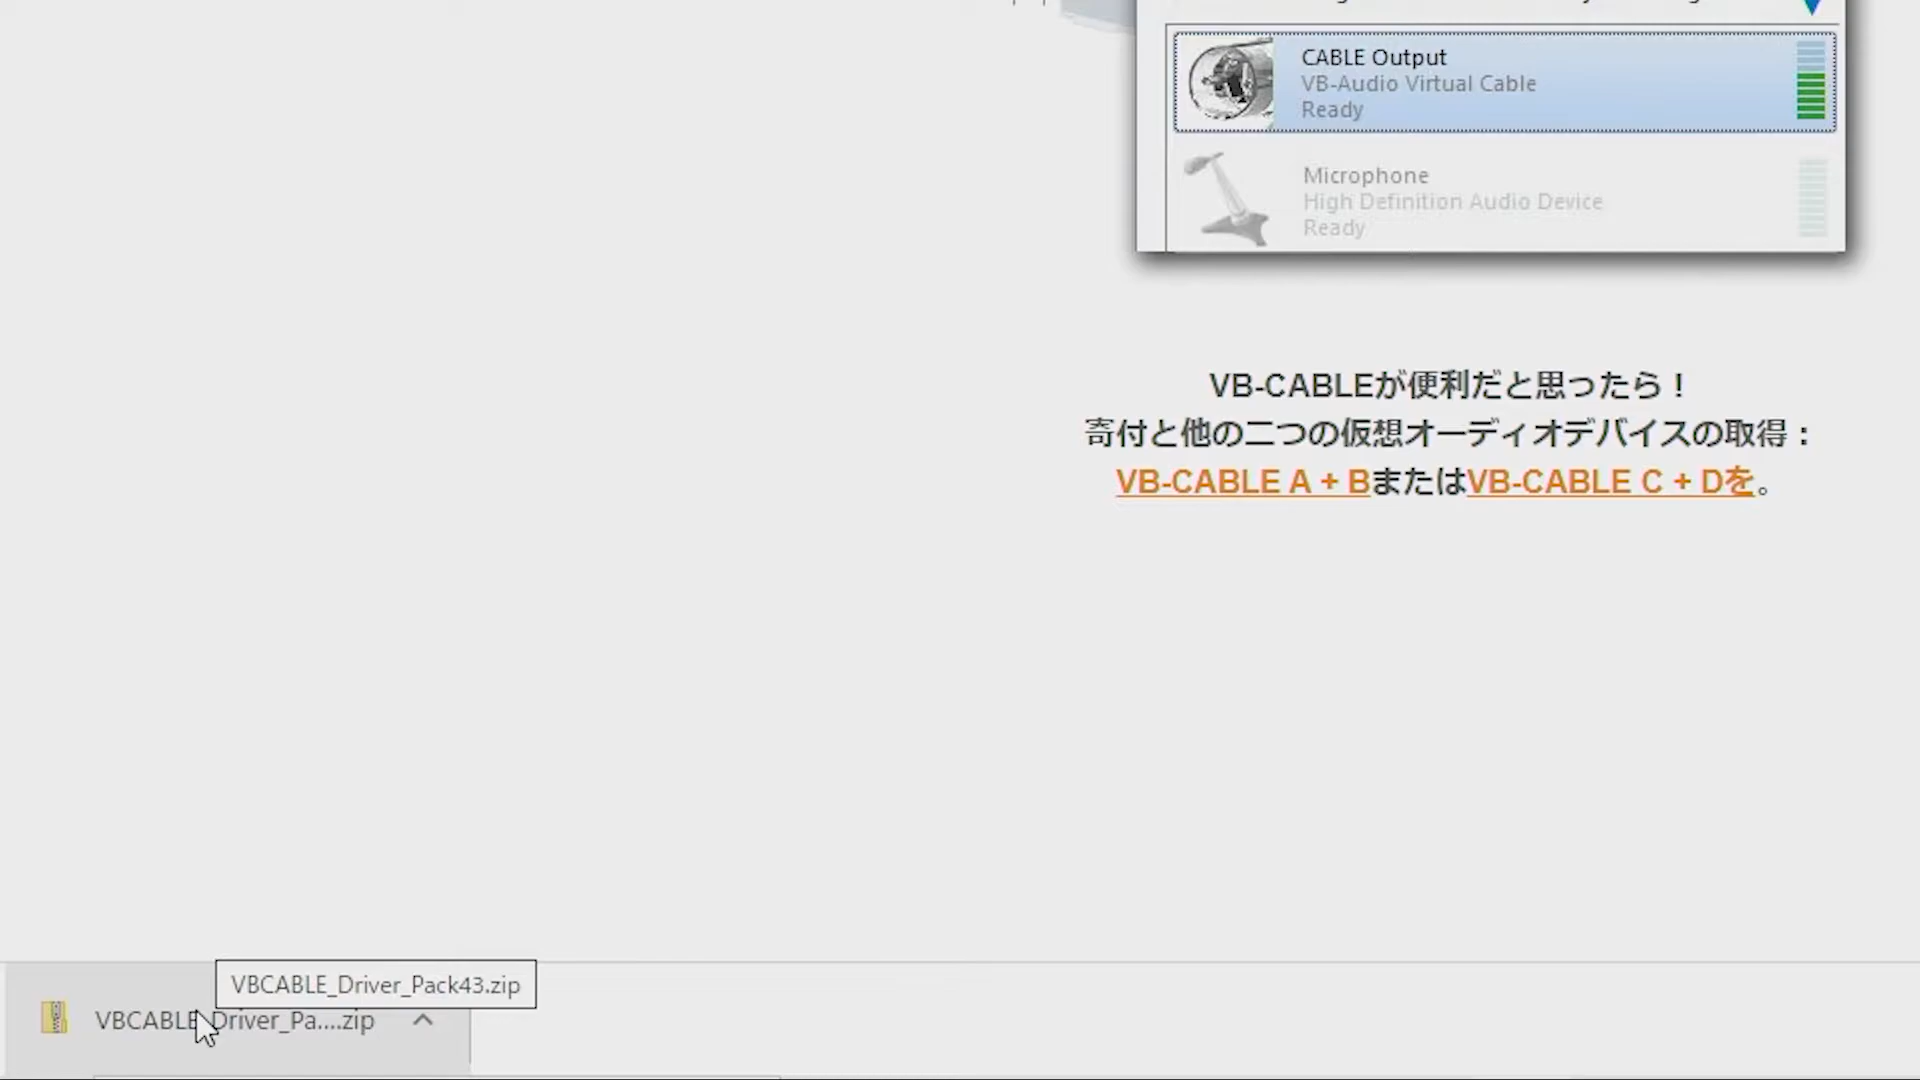 CABLE Output
VB-Audio Virtual Cable
Ready
Microphone
High Definition Audio Device
Ready
VB-CABLEが便利だと思ったら！
寄付と他の二つの仮想オーディオデバイスの取得：
VB-CABLE A + BまたはVB-CABLE C + Dを。
VBCABLE_Driver_Pack43.zip
VBCABLE_Driver_Pa....zip